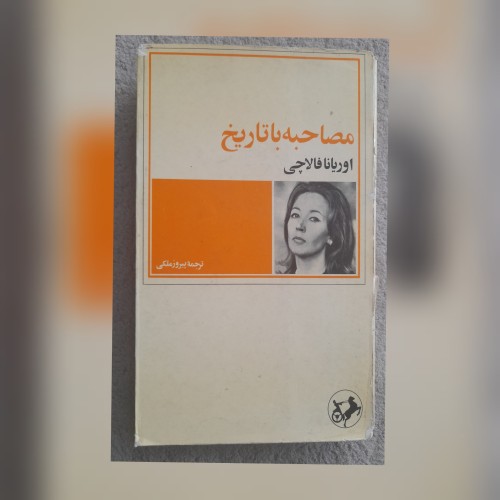 مصاحبه با تاریخ
اوریانا فالاچی
ترجمهٔ پیروز ملکی